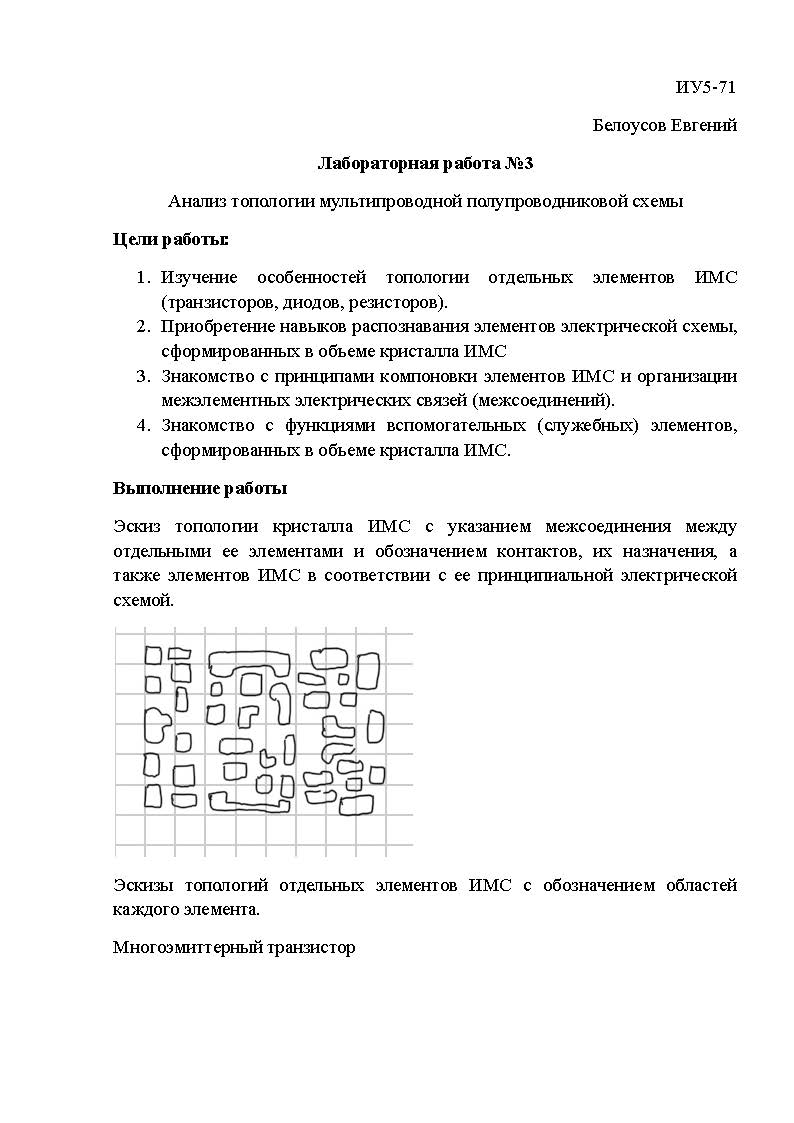 ИУ5-71
Белоусов Евгений
Лабораторная работа №3
Анализ топологии мультипроводной полупроводниковой схемы
Цели работы:
1. Изучение особенностей топологии отдельных элементов ИМС
(транзисторов, диодов, резисторов).
2. Приобретение навыков распознавания элементов электрической схемы,
сформированных в объеме кристалла ИМС
3. Знакомство с принципами компоновки элементов ИМС и организации
межэлементных электрических связей (межсоединений).
4. Знакомство с функциями вспомогательных (служебных) элементов,
сформированных в объеме кристалла ИМС.
Выполнение работы
Эскиз топологии кристалла ИМС с указанием межсоединения между
отдельными ее элементами и обозначением контактов, их назначения, а
также элементов ИМС в соответствии с ее принципиальной электрической
схемой.
Эскизы топологий отдельных элементов ИМС с обозначением областей
каждого элемента.
Многоэмиттерный транзистор